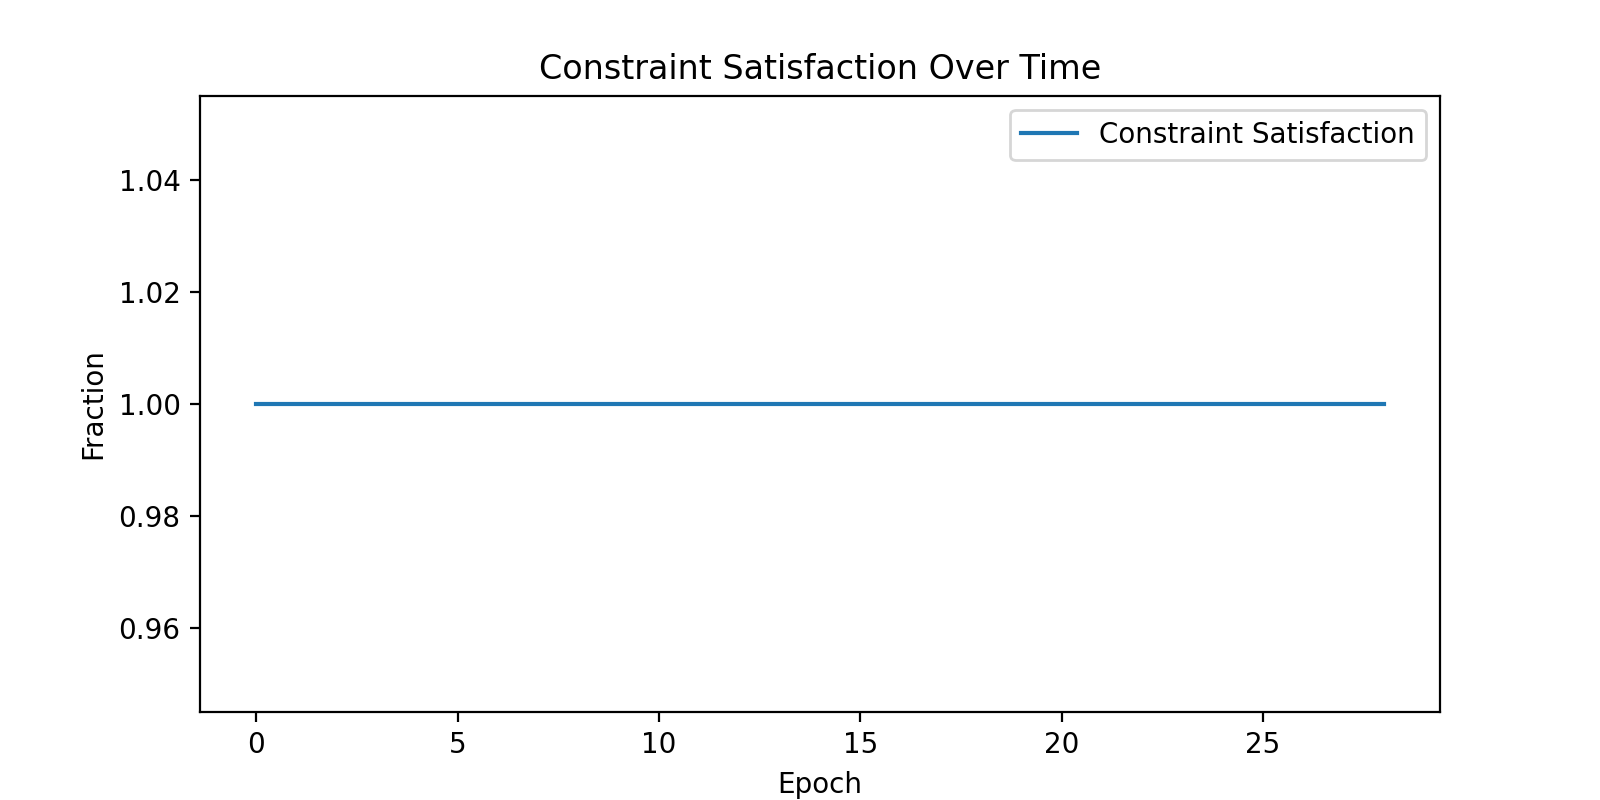 Constraint Satisfaction Over Time
Constraint Satisfaction
1.04
1.02
1.00
0.98
0.96
Fraction
0 5 10 15 20 25
Epoch